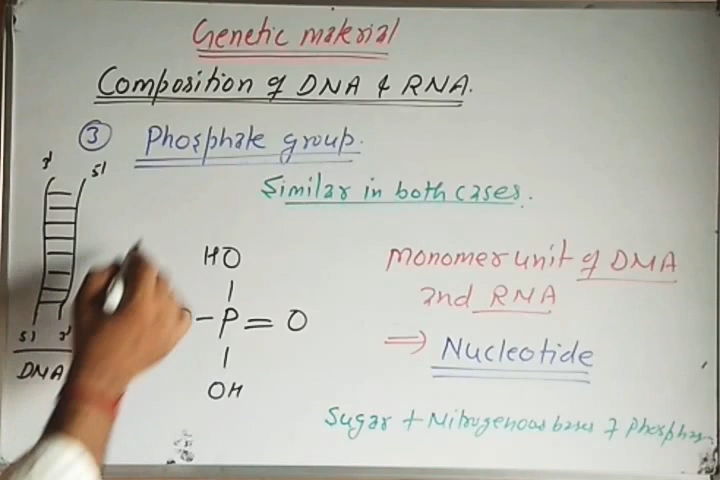 Genetic material
Composition of DNA & RNA.
③ Phosphate group.
Similar in both cases.
3' 5'
HO
P = O
OH
5' 3'
DNA
Monomer unit of DNA
and RNA
⇒ Nucleotide
Sugar + Nitrogenous bases +